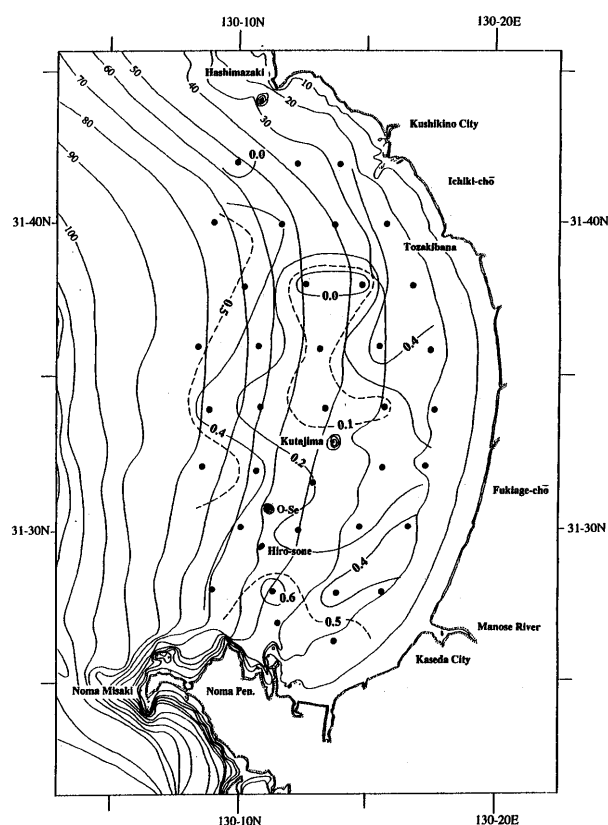 130-10N
130-20E
Hashimazaki
60
50
70
40
80
20
10
30
90
Kushikino City
0.0
Ichiki-chō
31-40N
31-40N
100
Tozakibana
0.5
0.0
0.4
0.4
0.1
Kutajima
0.2
Fukiage-chō
O-Se
31-30N
31-30N
Hiro-sone
0.4
0.6
0.5
Manose River
Kaseda City
Noma Misaki
Noma Pen.
130-10N
130-20E